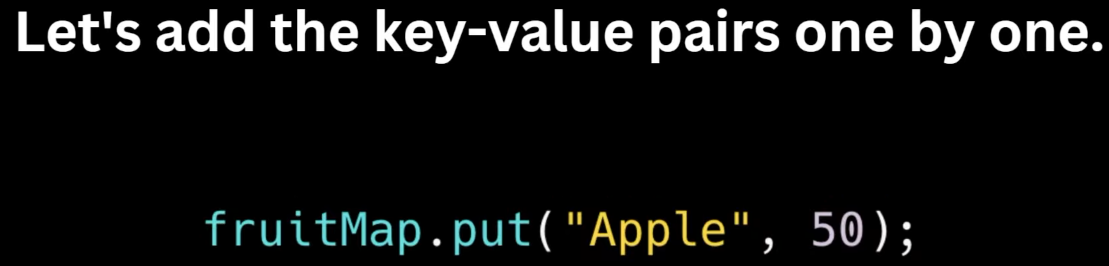 Let's add the key-value pairs one by one.
fruitMap.put("Apple", 50);